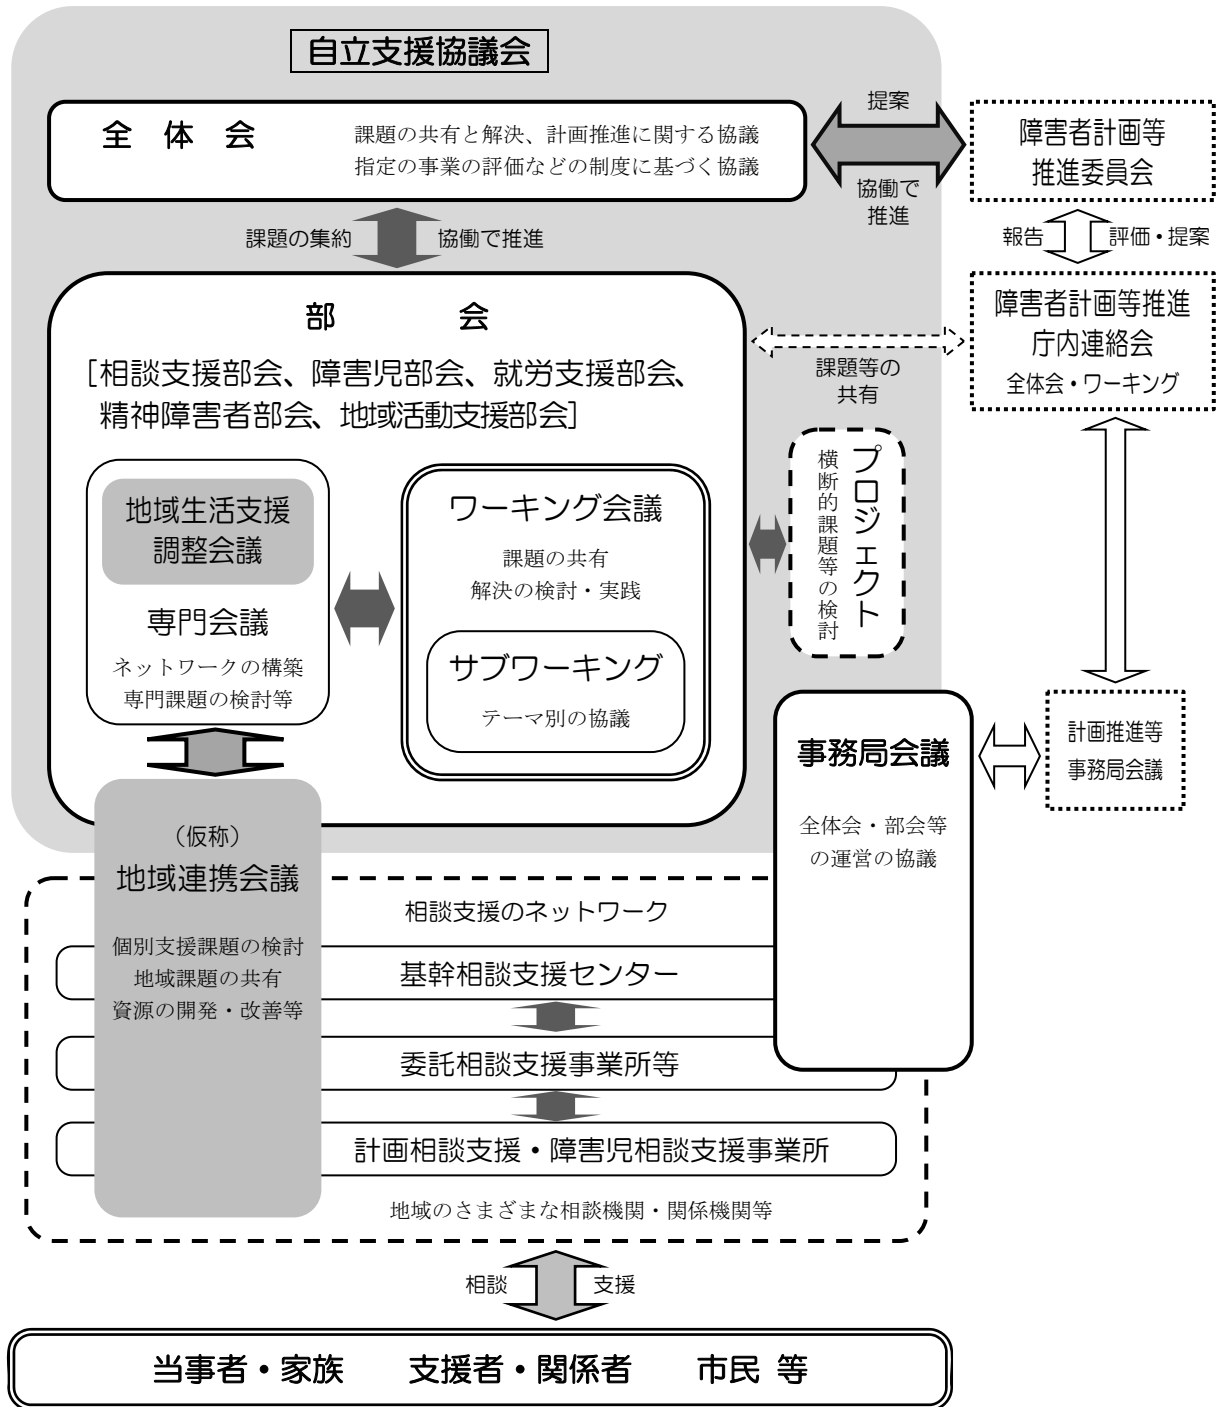 自立支援協議会
全 体 会
課題の共有と解決、計画推進に関する協議
指定の事業の評価などの制度に基づく協議
提案
協働で
推進
障害者計画等
推進委員会
課題の集約
協働で推進
報告
評価・提案
部 会
[相談支援部会、障害児部会、就労支援部会、
精神障害者部会、地域活動支援部会]
課題等の
共有
障害者計画等推進
庁内連絡会
全体会・ワーキング
地域生活支援
調整会議
専門会議
ネットワークの構築
専門課題の検討等
ワーキング会議
課題の共有
解決の検討・実践
サブワーキング
テーマ別の協議
プロジェクト
横断的課題等の検討
事務局会議
全体会・部会等
の運営の協議
計画推進等
事務局会議
（仮称）
地域連携会議
個別支援課題の検討
地域課題の共有
資源の開発・改善等
相談支援のネットワーク
基幹相談支援センター
委託相談支援事業所等
計画相談支援・障害児相談支援事業所
地域のさまざまな相談機関・関係機関等
相談
支援
当事者・家族 支援者・関係者 市民 等